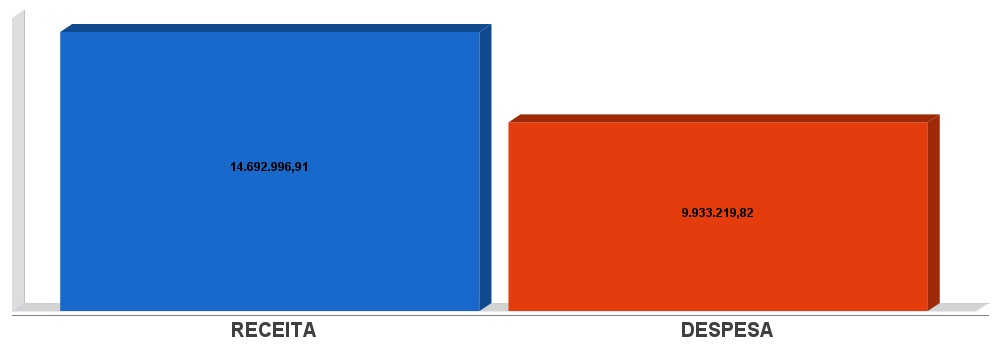 14.692.996,91
9.933.219,82
RECEITA
DESPESA